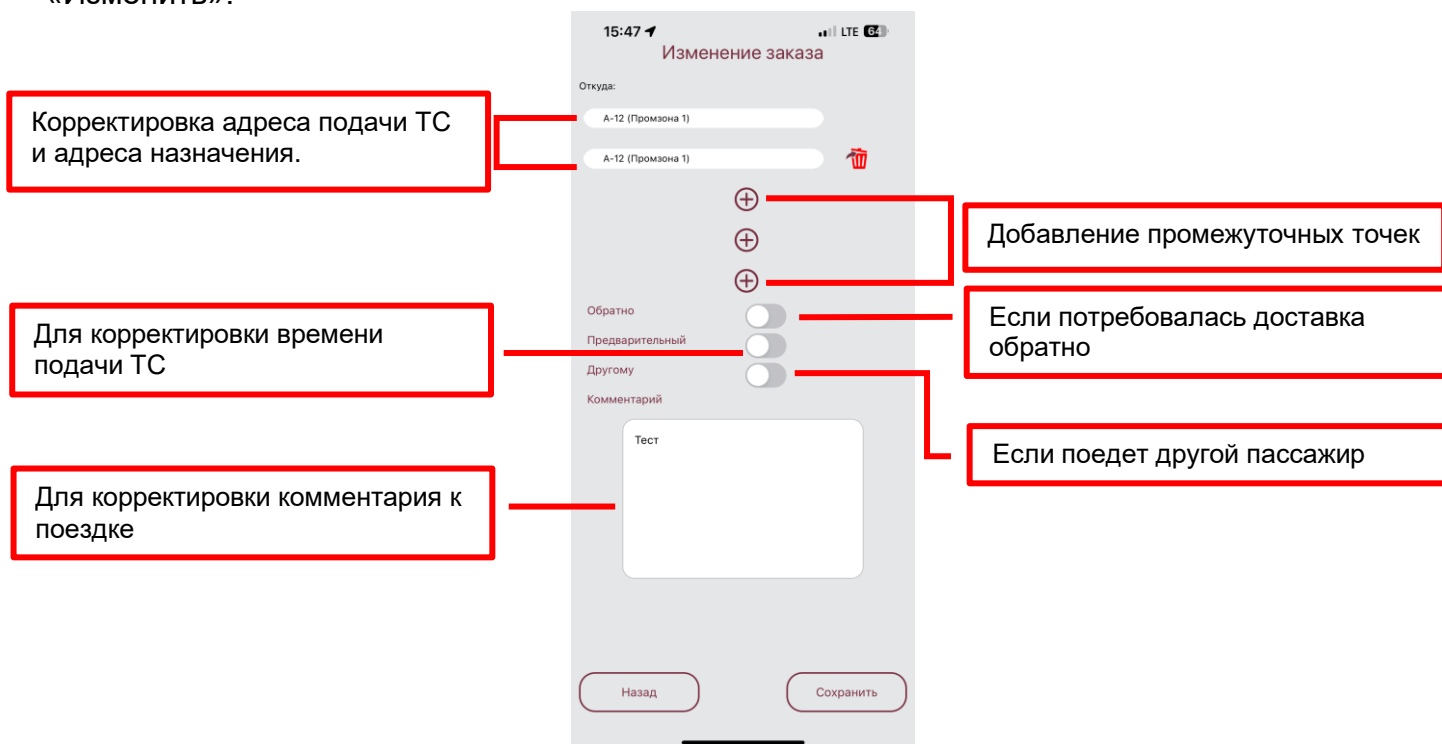 «Изменить».
15:47
LTE 64
Изменение заказа
Откуда:
А-12 (Промзона 1)
А-12 (Промзона 1)
Корректировка адреса подачи ТС
и адреса назначения.
Добавление промежуточных точек
Обратно
Если потребовалась доставка
обратно
Для корректировки времени
подачи ТС
Предварительный
Другому
Если поедет другой пассажир
Комментарий
Тест
Для корректировки комментария к
поездке
Назад
Сохранить